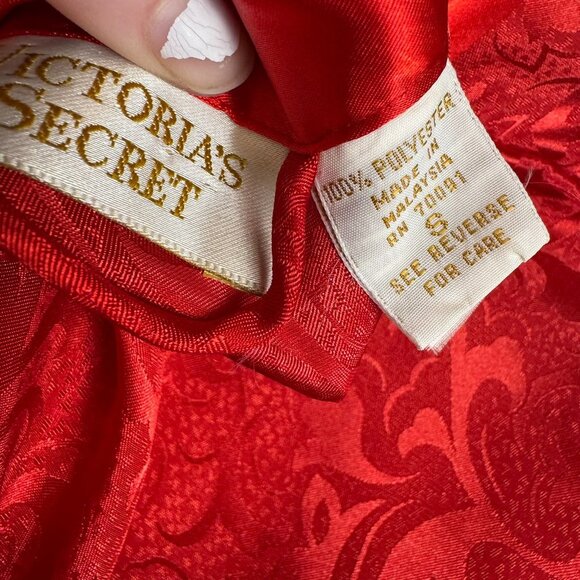 VICTORIA'S
SECRET
100% POLYESTER
MADE IN
MALAYSIA
RN 70091
S
SEE REVERSE
FOR CARE